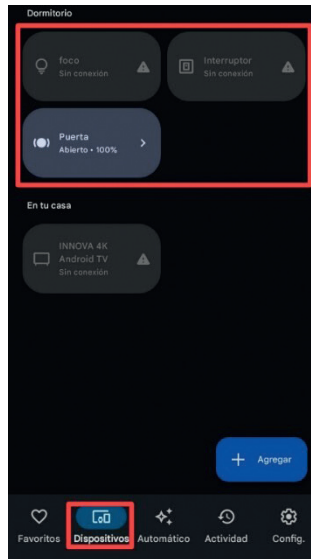 Dormitorio
foco
Sin conexión
Interruptor
Sin conexión
Puerta
Abierto • 100%
En tu casa
INNOVA 4K
Android TV
Sin conexión
Agregar
Favoritos
Dispositivos
Automático
Actividad
Config.